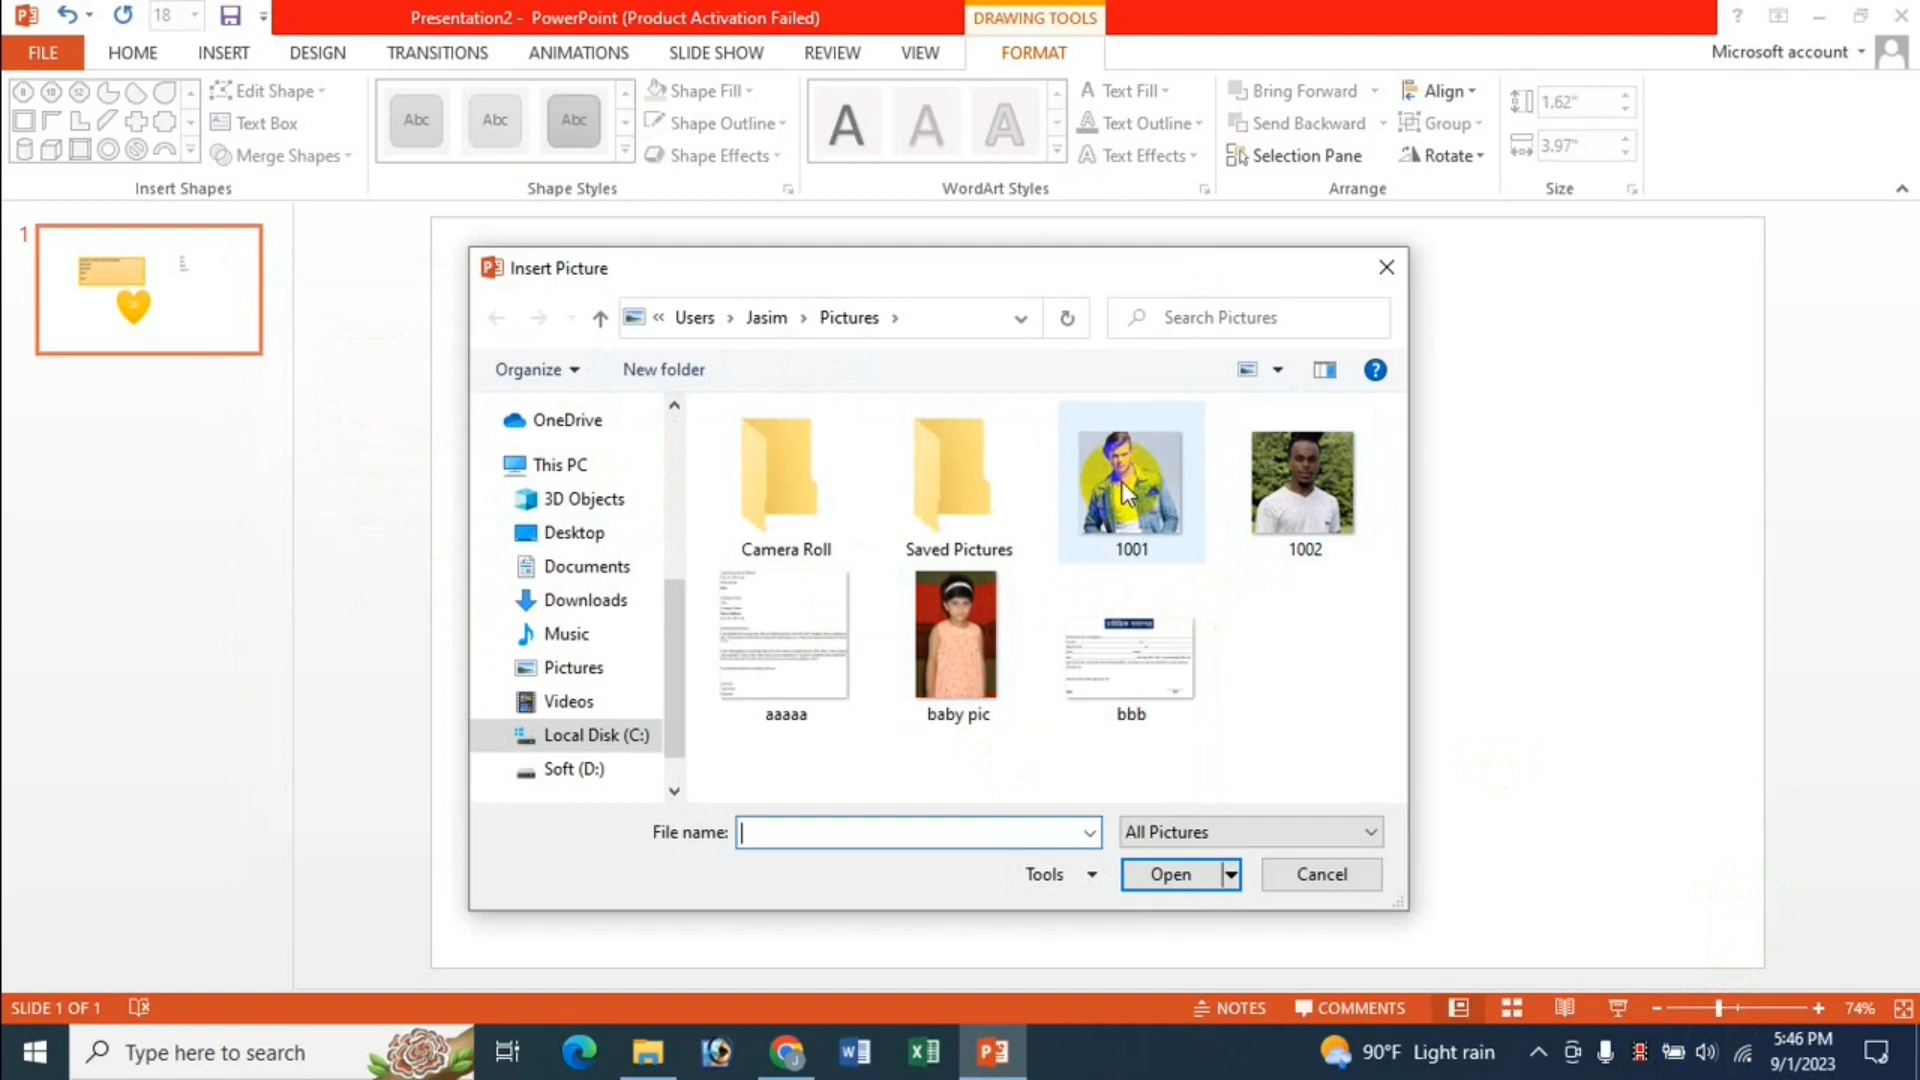 18
Presentation2 - PowerPoint (Product Activation Failed)
DRAWING TOOLS
?
FILE
HOME
INSERT
DESIGN
TRANSITIONS
ANIMATIONS
SLIDE SHOW
REVIEW
VIEW
FORMAT
Microsoft account
Edit Shape
Text Box
Merge Shapes
Insert Shapes
Abc
Abc
Abc
Shape Fill
Shape Outline
Shape Effects
Shape Styles
A
A
A
Text Fill
Text Outline
Text Effects
WordArt Styles
Bring Forward
Send Backward
Selection Pane
Align
Group
Rotate
Arrange
1.62"
3.97"
Size
1
Insert Picture
« Users › Jasim › Pictures ›
Search Pictures
Organize
New folder
?
OneDrive
This PC
3D Objects
Desktop
Documents
Downloads
Music
Pictures
Videos
Local Disk (C:)
Soft (D:)
Camera Roll
Saved Pictures
1001
1002
aaaaa
baby pic
bbb
File name:
All Pictures
Tools
Open
Cancel
SLIDE 1 OF 1
NOTES
COMMENTS
74%
Type here to search
90°F Light rain
5:46 PM
9/1/2023